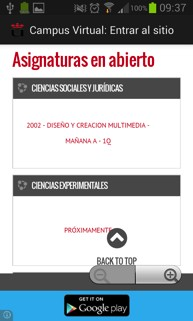 100% 09:37
Campus Virtual: Entrar al sitio
Asignaturas en abierto
CIENCIAS SOCIALES Y JURÍDICAS
2002 - DISEÑO Y CREACION MULTIMEDIA -
MAÑANA A - 1Q
CIENCIAS EXPERIMENTALES
PRÓXIMAMENTE
BACK TO TOP
GET IT ON
Google play